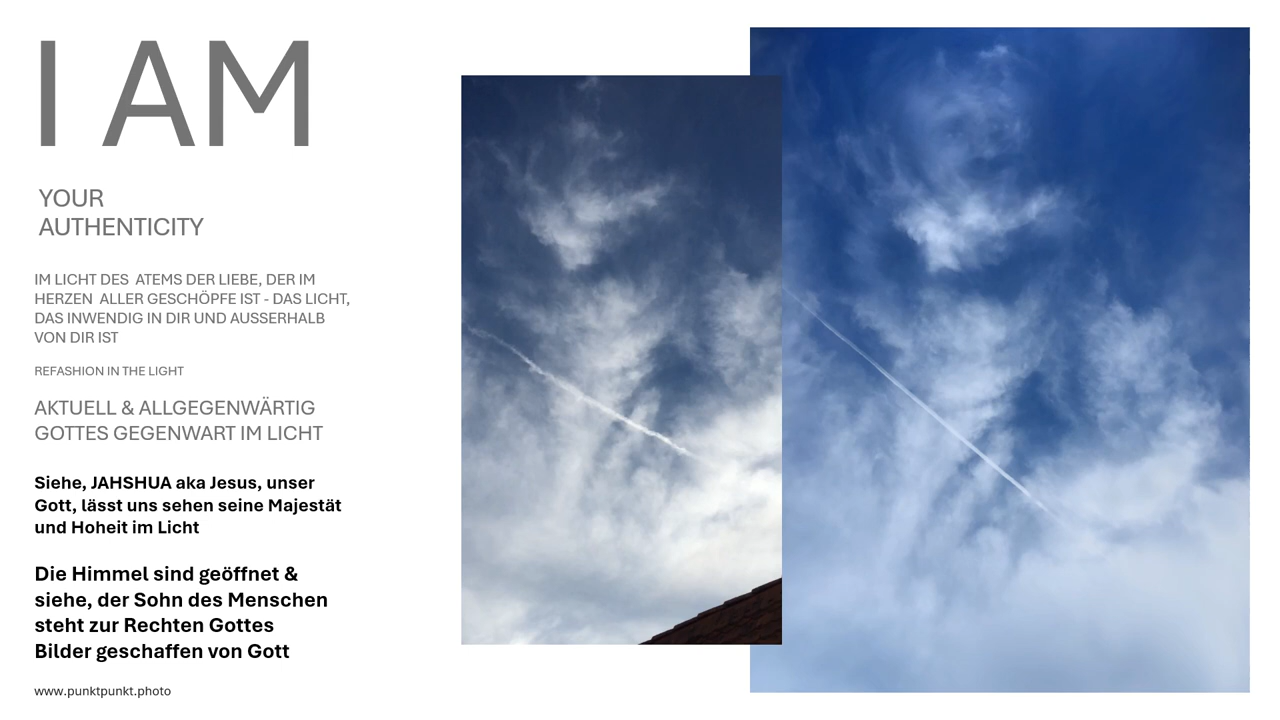 I AM
YOUR
AUTHENTICITY
IM LICHT DES  ATEMS DER LIEBE, DER IM
HERZEN  ALLER GESCHÖPFE IST - DAS LICHT,
DAS INWENDIG IN DIR UND AUSSERHALB
VON DIR IST
REFASHION IN THE LIGHT
AKTUELL & ALLGEGENWÄRTIG
GOTTES GEGENWART IM LICHT
Siehe, JAHSHUA aka Jesus, unser
Gott, lässt uns sehen seine Majestät
und Hoheit im Licht
Die Himmel sind geöffnet &
siehe, der Sohn des Menschen
steht zur Rechten Gottes
Bilder geschaffen von Gott
www.punktpunkt.photo